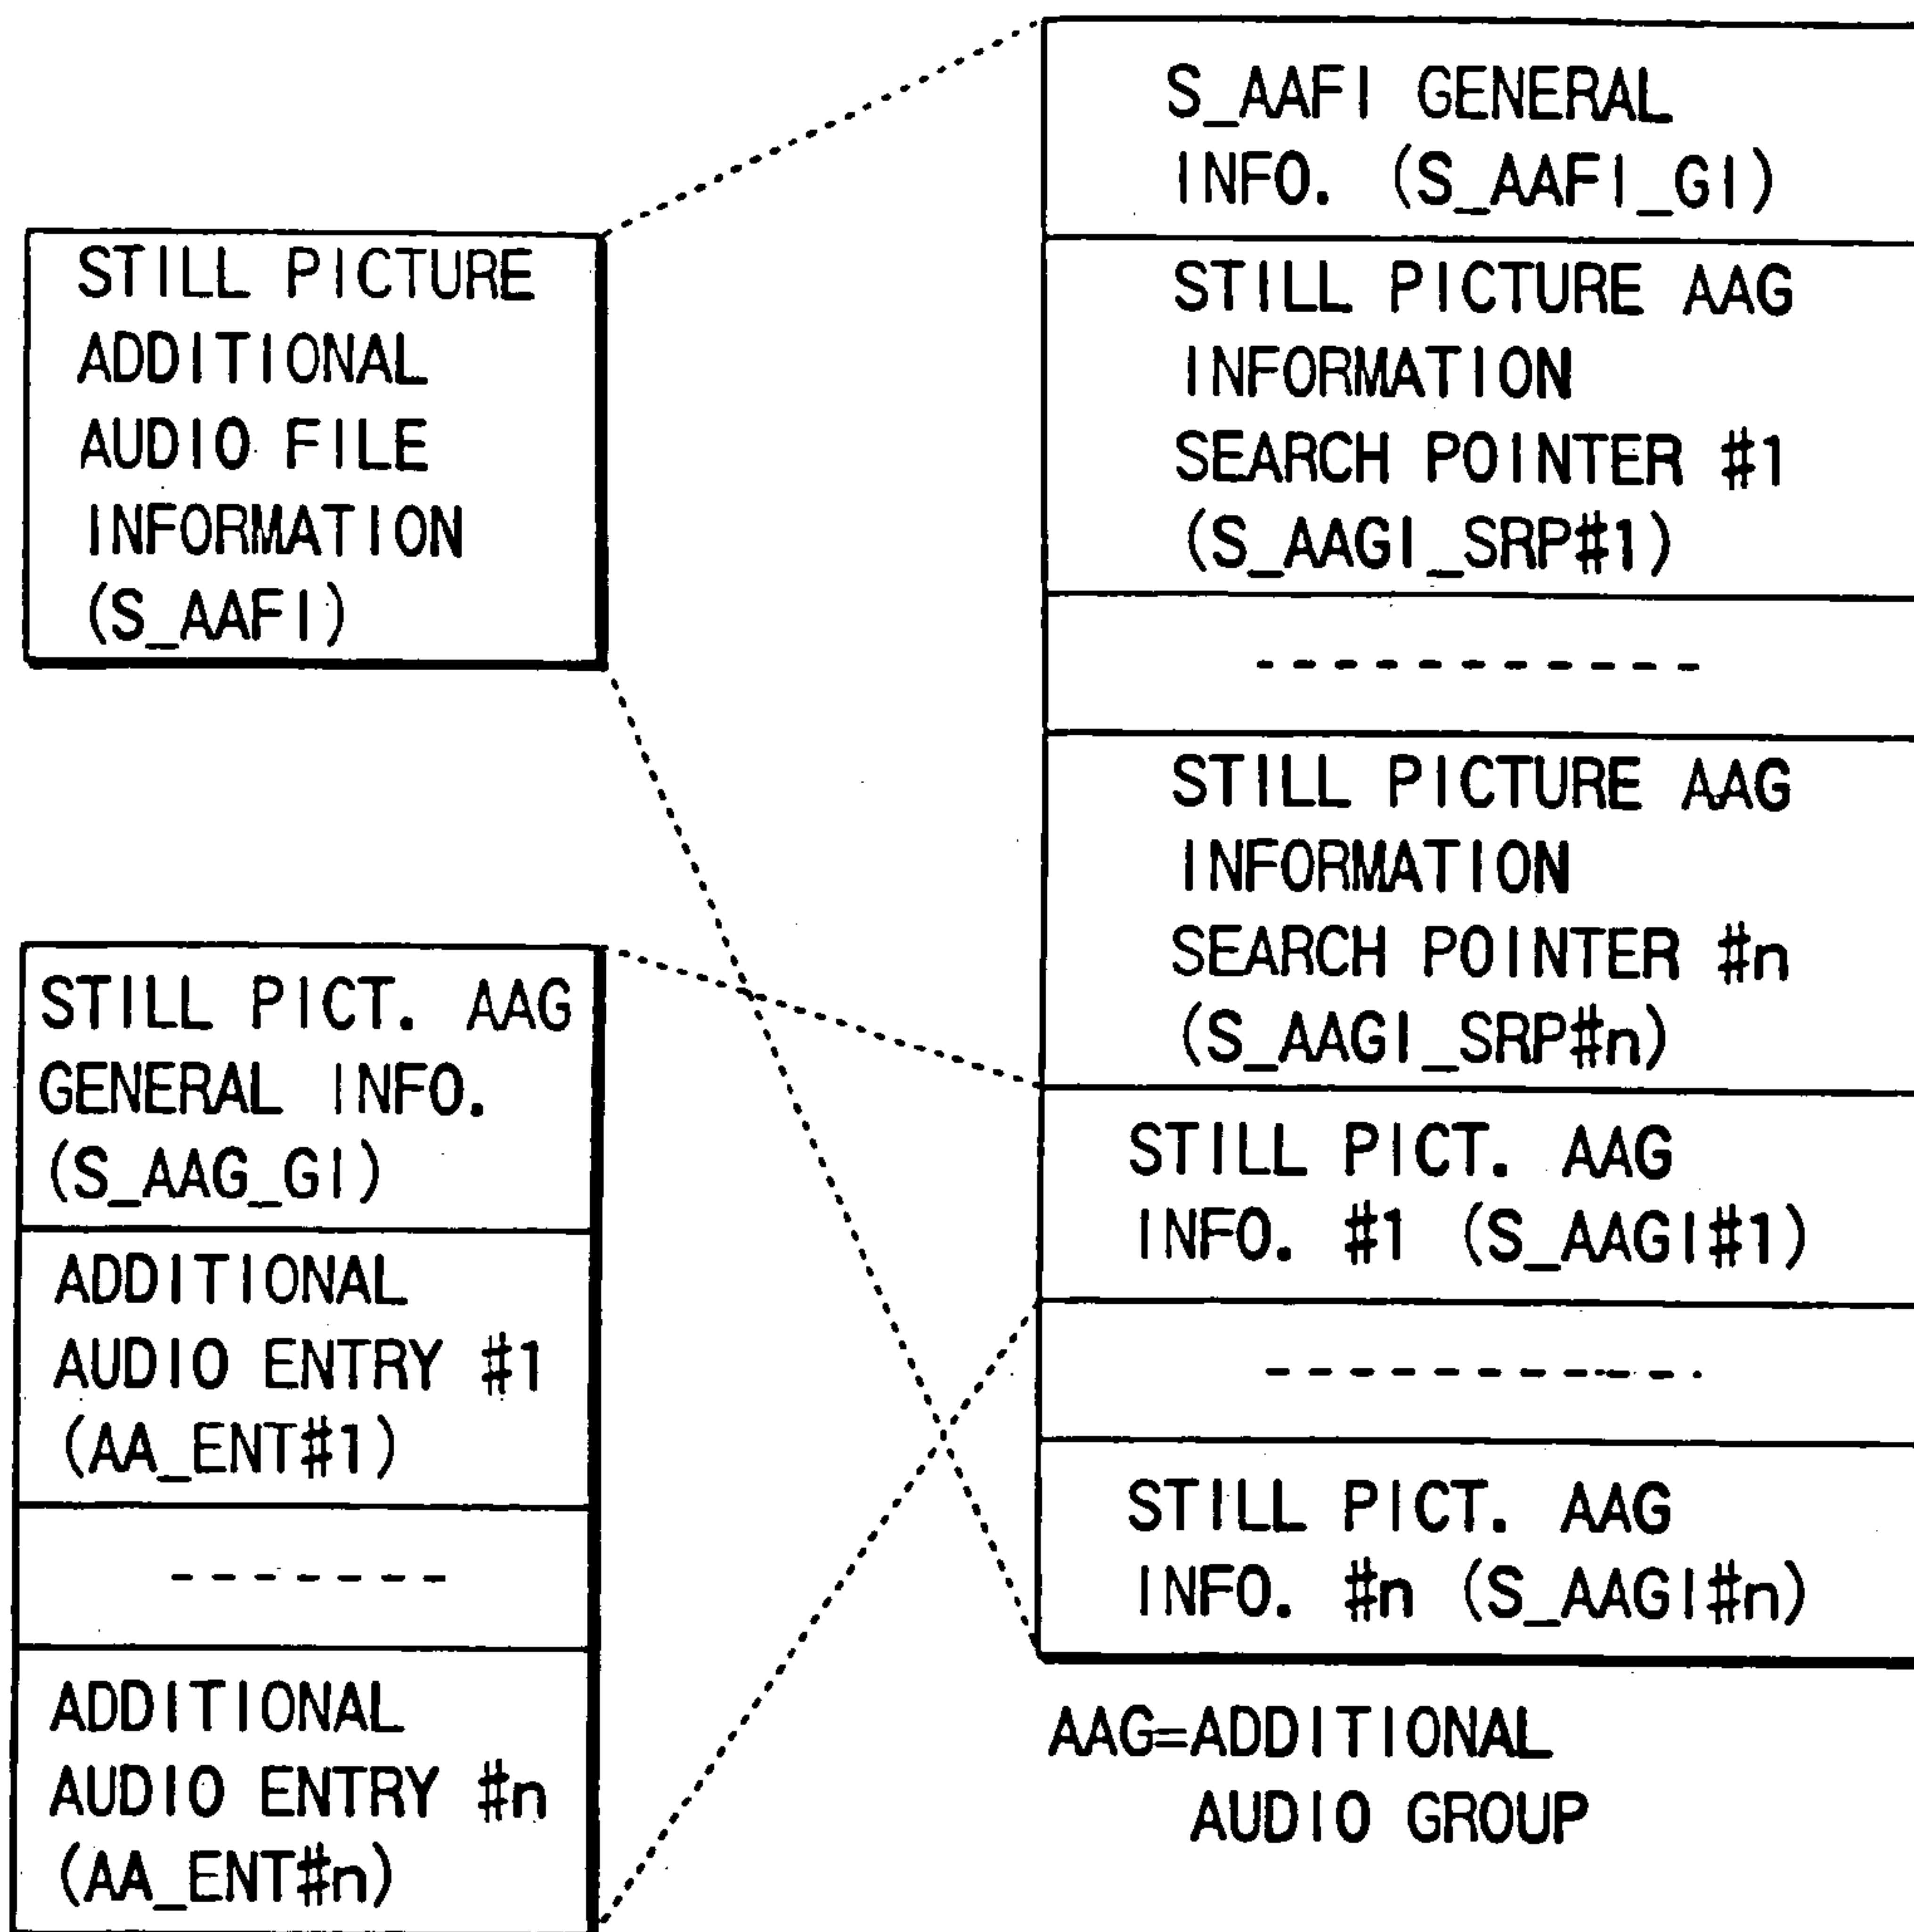 STILL PICTURE
ADDITIONAL
AUDIO FILE
INFORMATION
(S_AAFI)
S_AAFI GENERAL
INFO. (S_AAFI_GI)
STILL PICTURE AAG
INFORMATION
SEARCH POINTER #1
(S_AAGI_SRP#1)
STILL PICTURE AAG
INFORMATION
SEARCH POINTER #n
(S_AAGI_SRP#n)
STILL PICT. AAG
INFO. #1 (S_AAGI#1)
STILL PICT. AAG
INFO. #n (S_AAGI#n)
STILL PICT. AAG
GENERAL INFO.
(S_AAG_GI)
ADDITIONAL
AUDIO ENTRY #1
(AA_ENT#1)
ADDITIONAL
AUDIO ENTRY #n
(AA_ENT#n)
AAG=ADDITIONAL
AUDIO GROUP